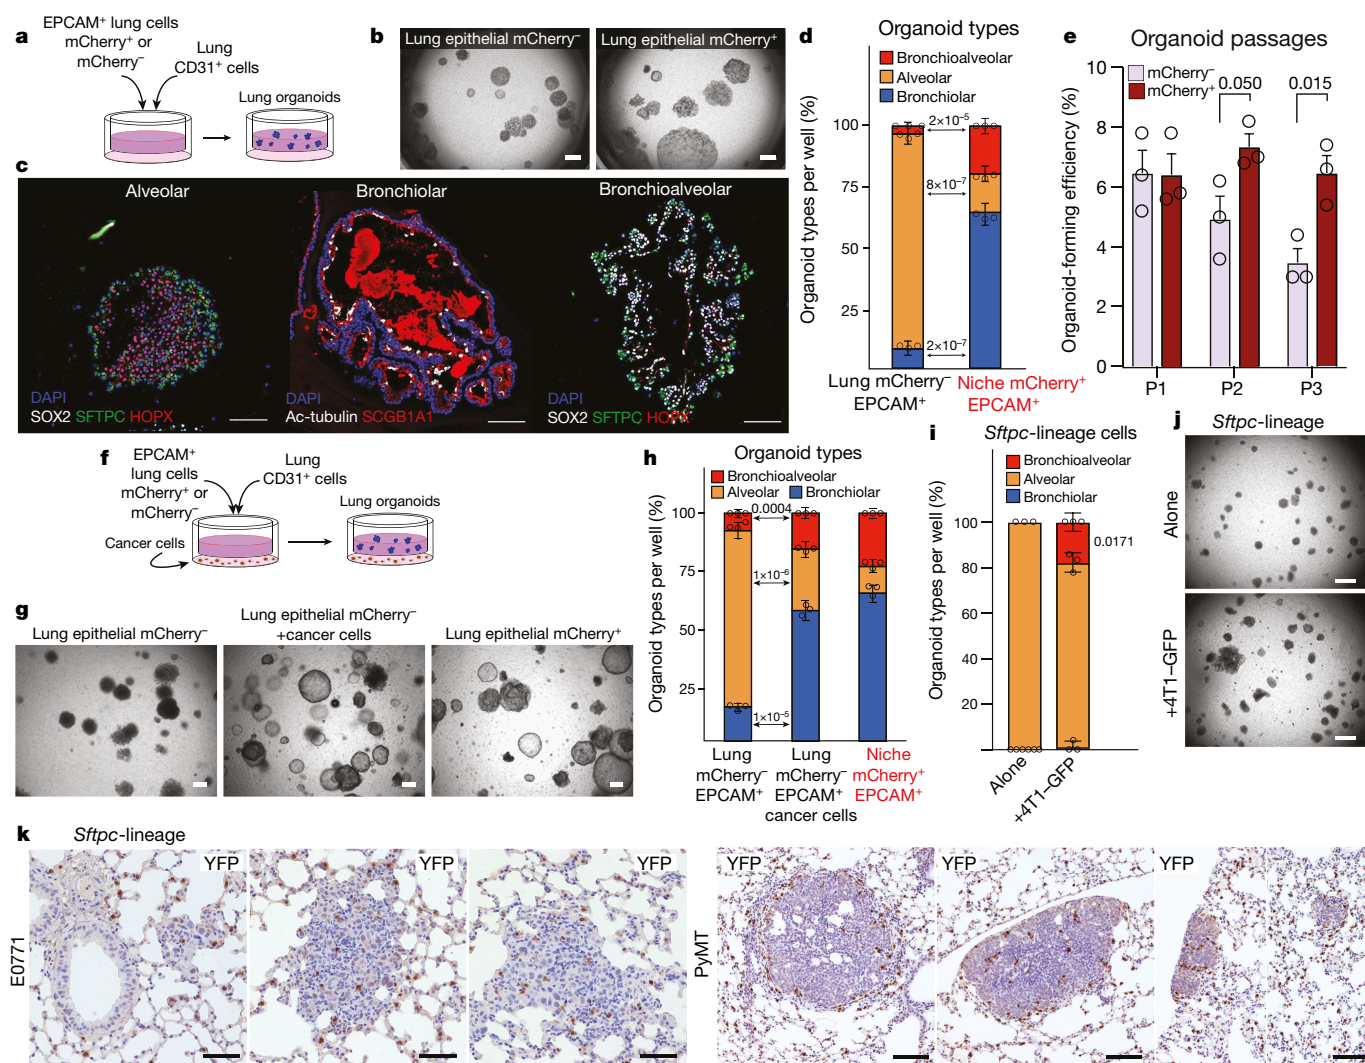 a
EPCAM⁺ lung cells
mCherry⁺ or
mCherry⁻
Lung
CD31⁺ cells
Lung organoids
b
Lung epithelial mCherry⁻
Lung epithelial mCherry⁺
c
Alveolar
Bronchiolar
Bronchioalveolar
DAPI
SOX2 SFTPC HOPX
DAPI
Ac-tubulin SCGB1A1
DAPI
SOX2 SFTPC HOPX
d
Organoid types
Bronchioalveolar
Alveolar
Bronchiolar
Organoid types per well (%)
100
75
50
25
2×10⁻⁵
8×10⁻⁷
2×10⁻⁷
Lung mCherry⁻
EPCAM⁺
Niche mCherry⁺
EPCAM⁺
e
Organoid passages
mCherry⁻
mCherry⁺
0.050
0.015
Organoid-forming efficiency (%)
10
8
6
4
2
0
P1
P2
P3
f
EPCAM⁺
lung cells
mCherry⁺ or
mCherry⁻
Lung
CD31⁺ cells
Cancer cells
Lung organoids
g
Lung epithelial mCherry⁻
Lung epithelial mCherry⁻
+cancer cells
Lung epithelial mCherry⁺
h
Organoid types
Bronchioalveolar
Alveolar
Bronchiolar
Organoid types per well (%)
100
75
50
25
0.0004
1×10⁻⁶
1×10⁻⁵
Lung
mCherry⁻
EPCAM⁺
Lung
mCherry⁻
EPCAM⁺
cancer cells
Niche
mCherry⁺
EPCAM⁺
i
Sftpc-lineage cells
Bronchioalveolar
Alveolar
Bronchiolar
Organoid types per well (%)
100
80
60
40
20
0.0171
Alone
+4T1–GFP
j
Sftpc-lineage
Alone
+4T1–GFP
k
Sftpc-lineage
E0771
YFP
YFP
YFP
PyMT
YFP
YFP
YFP